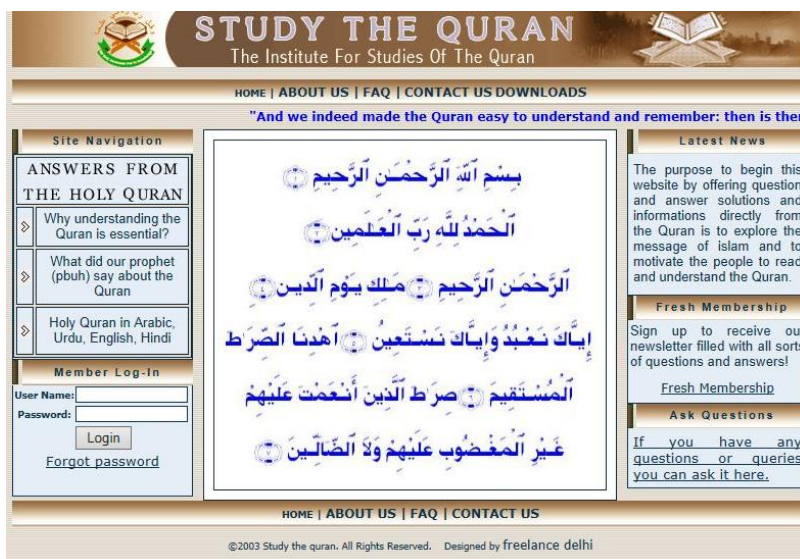 STUDY THE QURAN
The Institute For Studies Of The Quran
HOME | ABOUT US | FAQ | CONTACT US DOWNLOADS
"And we indeed made the Quran easy to understand and remember: then is ther
Site Navigation
ANSWERS FROM
THE HOLY QURAN
Why understanding the
Quran is essential?
What did our prophet
(pbuh) say about the
Quran
Holy Quran in Arabic,
Urdu, English, Hindi
Member Log-In
User Name:
Password:
Login
Forgot password
بِسْمِ ٱللَّهِ ٱلرَّحْمَـٰنِ ٱلرَّحِيمِ ١
ٱلْحَمْدُ لِلَّهِ رَبِّ ٱلْعَـٰلَمِينَ ٢
ٱلرَّحْمَـٰنِ ٱلرَّحِيمِ ٣ مَـٰلِكِ يَوْمِ ٱلدِّينِ ٤
إِيَّاكَ نَعْبُدُ وَإِيَّاكَ نَسْتَعِينُ ٥ ٱهْدِنَا ٱلصِّرَٰطَ
ٱلْمُسْتَقِيمَ ٦ صِرَٰطَ ٱلَّذِينَ أَنْعَمْتَ عَلَيْهِمْ
غَيْرِ ٱلْمَغْضُوبِ عَلَيْهِمْ وَلَا ٱلضَّآلِّينَ ٧
Latest News
The purpose to begin this
website by offering question
and answer solutions and
informations directly from
the Quran is to explore the
message of islam and to
motivate the people to read
and understand the Quran.
Fresh Membership
Sign up to receive ou
newsletter filled with all sorts
of questions and answers!
Fresh Membership
Ask Questions
If you have any
questions or queries
you can ask it here.
HOME | ABOUT US | FAQ | CONTACT US
©2003 Study the quran. All Rights Reserved. Designed by freelance delhi